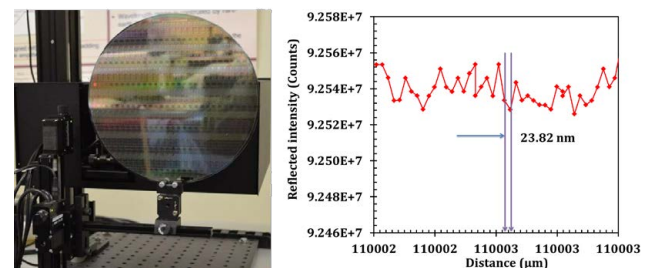 Reflected intensity (Counts)
9.258E+7
9.256E+7
9.254E+7
9.252E+7
9.250E+7
9.248E+7
9.246E+7
23.82 nm
110002
110002
110003
110003
110003
Distance (µm)